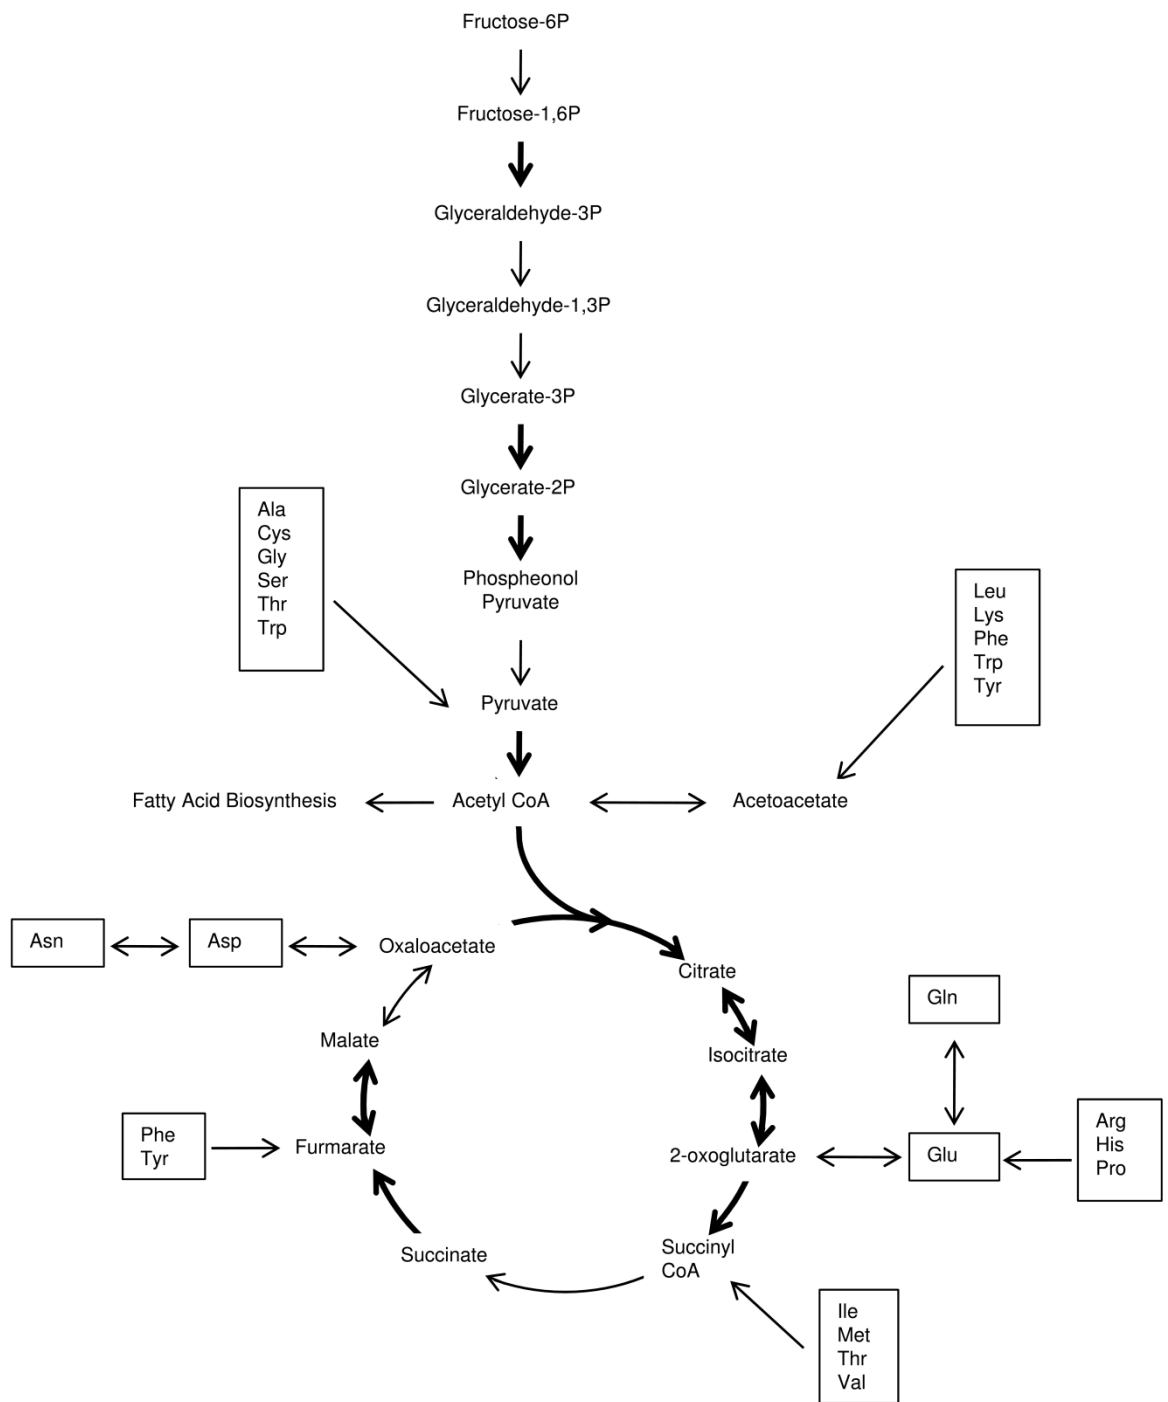 Fructose-6P
Fructose-1,6P
Glyceraldehyde-3P
Glyceraldehyde-1,3P
Glycerate-3P
Glycerate-2P
Ala
Cys
Gly
Ser
Thr
Trp
Phospheonol
Pyruvate
Leu
Lys
Phe
Trp
Tyr
Pyruvate
Fatty Acid Biosynthesis
Acetyl CoA
Acetoacetate
Asn
Asp
Oxaloacetate
Citrate
Gln
Malate
Isocitrate
Phe
Tyr
Furmarate
2-oxoglutarate
Glu
Arg
His
Pro
Succinate
Succinyl
CoA
Ile
Met
Thr
Val